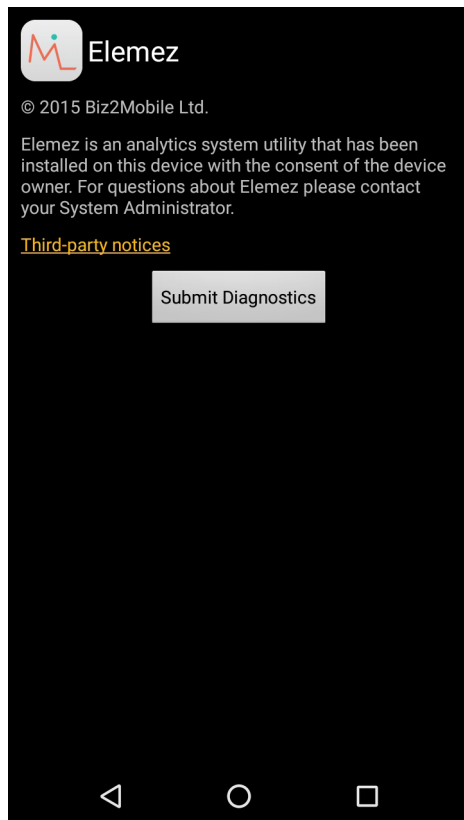 Elemez
© 2015 Biz2Mobile Ltd.
Elemez is an analytics system utility that has been
installed on this device with the consent of the device
owner. For questions about Elemez please contact
your System Administrator.
Third-party notices
Submit Diagnostics